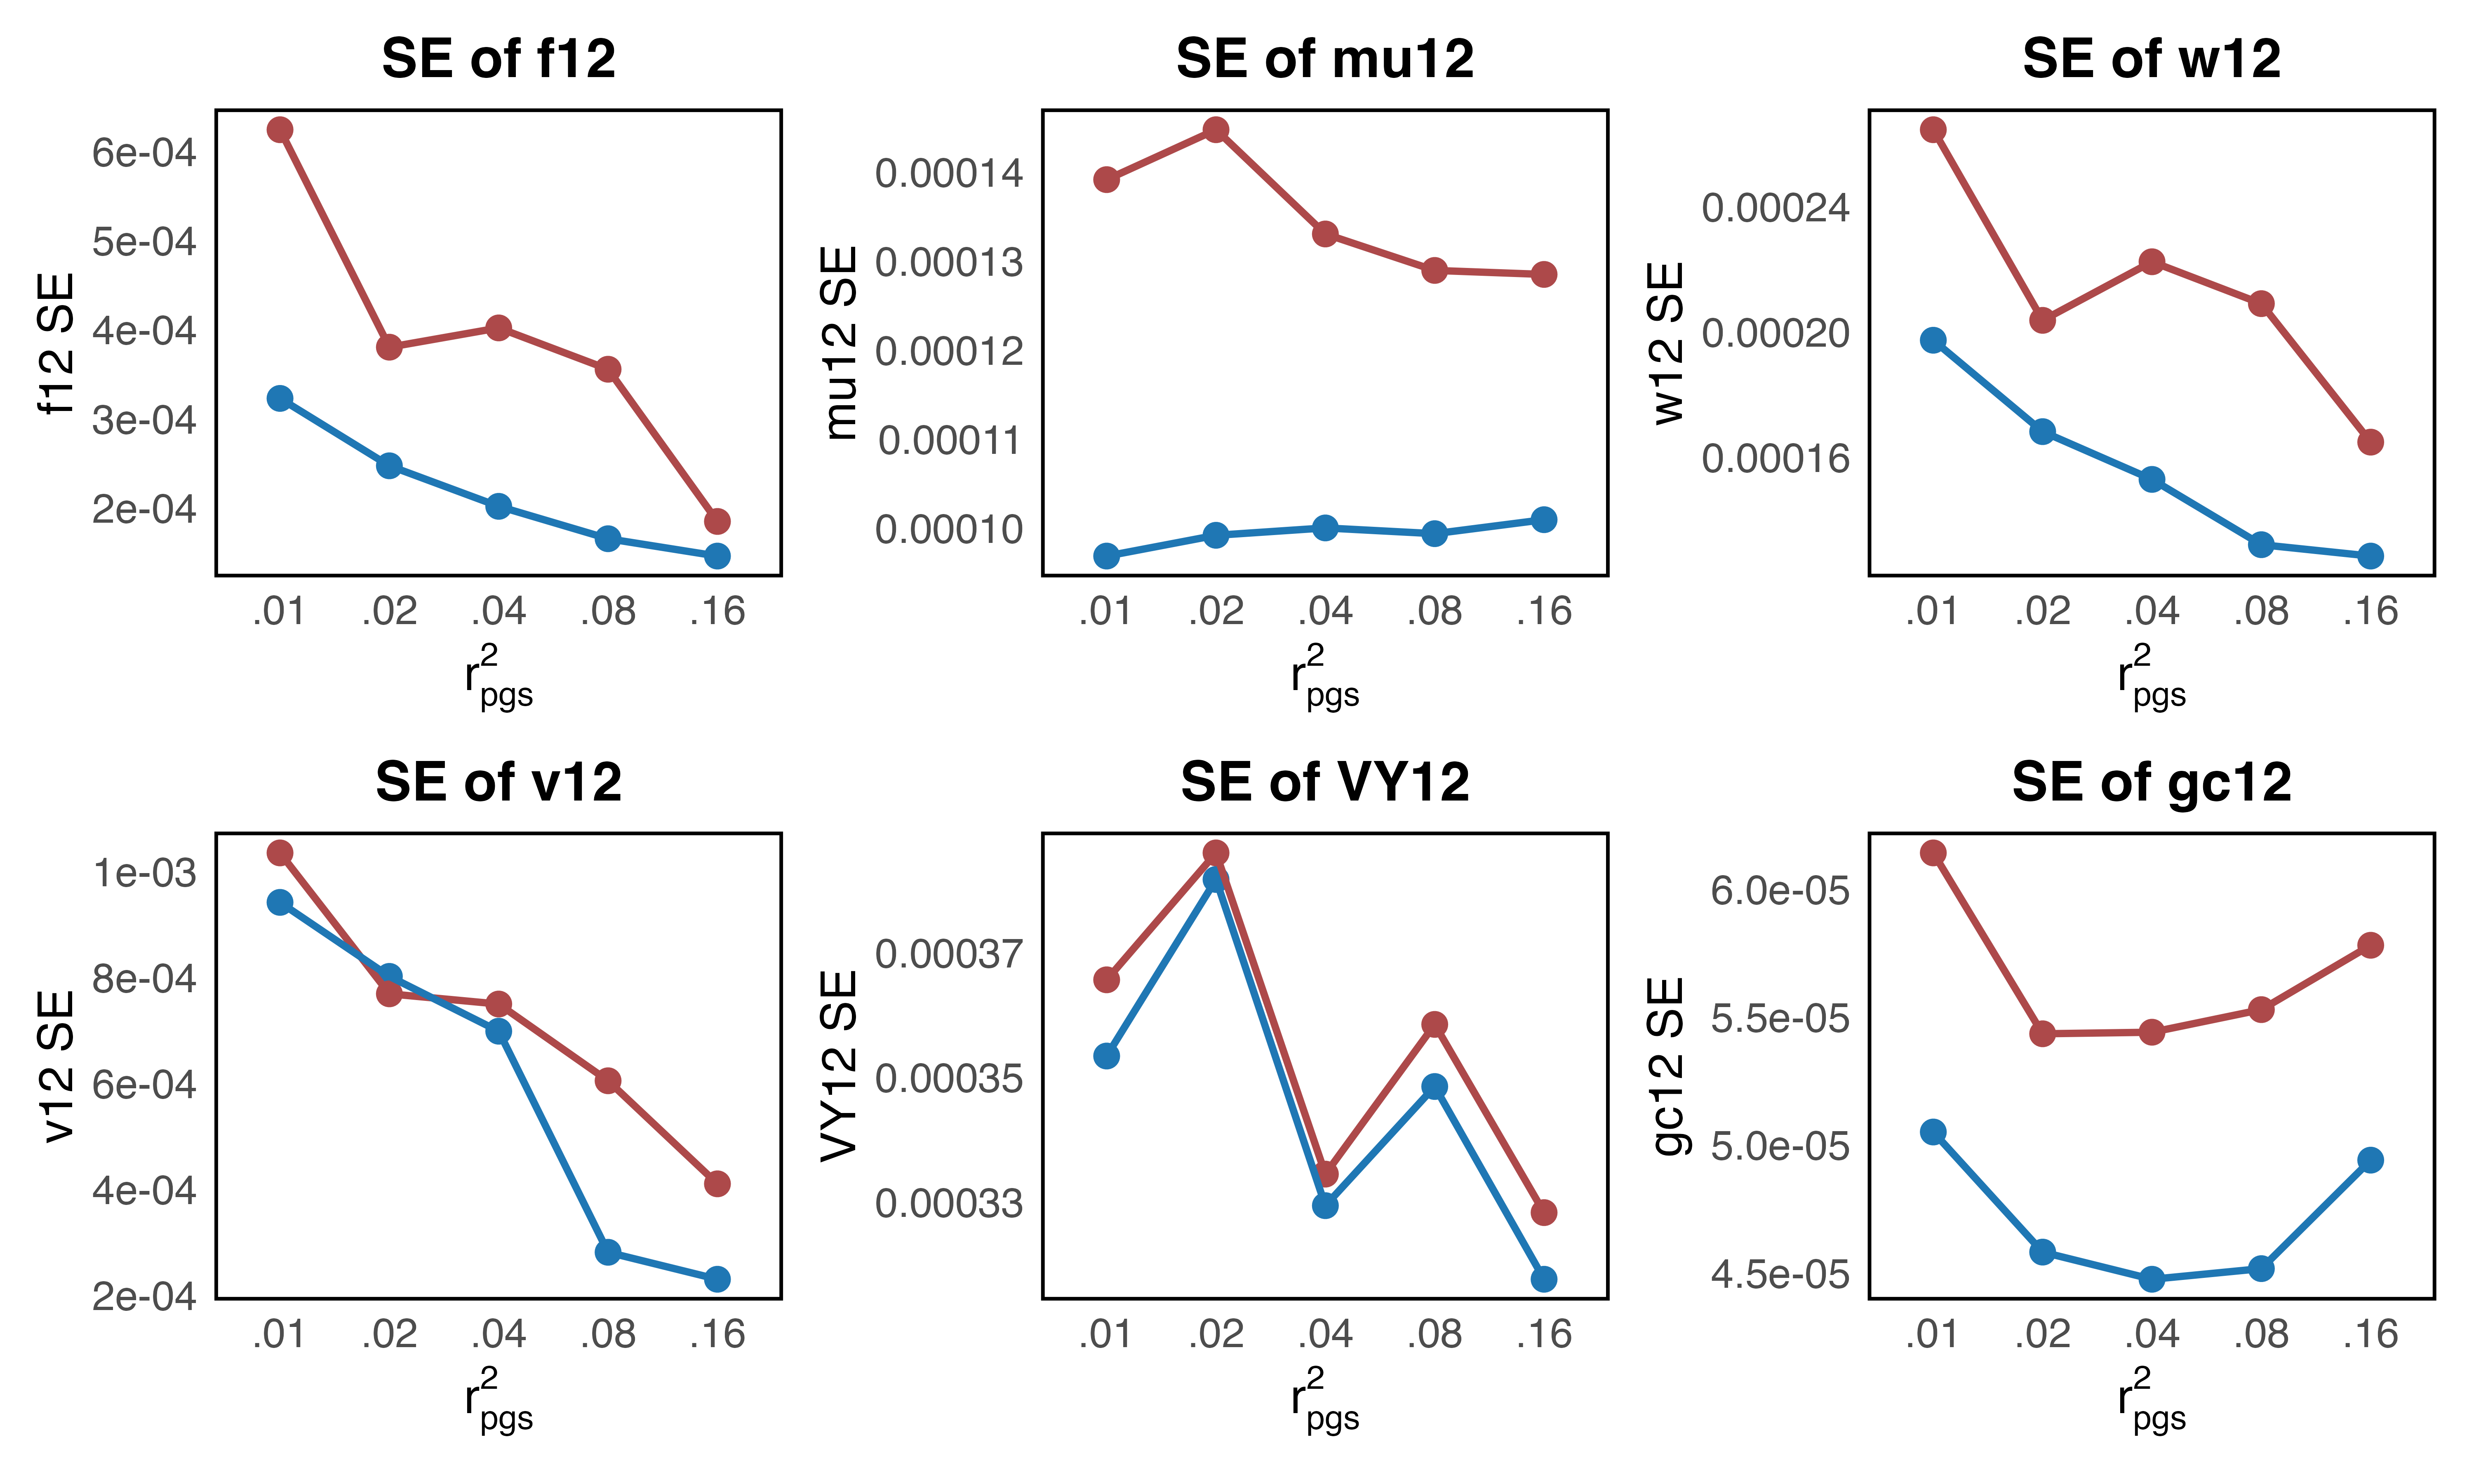 SE of f12
f12 SE
6e-04
5e-04
4e-04
3e-04
2e-04
.01 .02 .04 .08 .16
r²pgs
SE of mu12
mu12 SE
0.00014
0.00013
0.00012
0.00011
0.00010
.01 .02 .04 .08 .16
r²pgs
SE of w12
w12 SE
0.00024
0.00020
0.00016
.01 .02 .04 .08 .16
r²pgs
SE of v12
v12 SE
1e-03
8e-04
6e-04
4e-04
2e-04
.01 .02 .04 .08 .16
r²pgs
SE of VY12
VY12 SE
0.00037
0.00035
0.00033
.01 .02 .04 .08 .16
r²pgs
SE of gc12
gc12 SE
6.0e-05
5.5e-05
5.0e-05
4.5e-05
.01 .02 .04 .08 .16
r²pgs